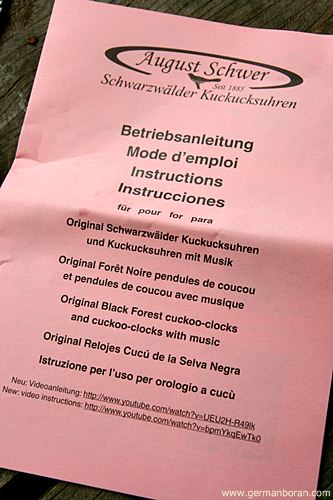 August Schwer
Seit 1885
Schwarzwälder Kuckucksuhren
Betriebsanleitung
Mode d'emploi
Instructions
Instrucciones
für pour for para
Original Schwarzwälder Kuckucksuhren
und Kuckucksuhren mit Musik
Original Forêt Noire pendules de coucou
et pendules de coucou avec musique
Original Black Forest cuckoo-clocks
and cuckoo-clocks with music
Original Relojes Cucú de la Selva Negra
Istruzione per l'uso per orologio a cucù
Neu: Videoanleitung: http://www.youtube.com/watch?v=UEU2H-R49lk
New: video instructions: http://www.youtube.com/watch?v=bpmYkqEwTk0
www.germanboran.com